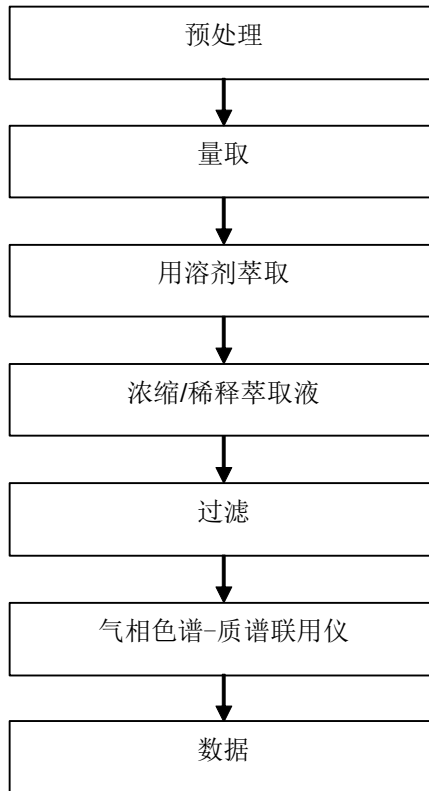 预处理
量取
用溶剂萃取
浓缩/稀释萃取液
过滤
气相色谱-质谱联用仪
数据